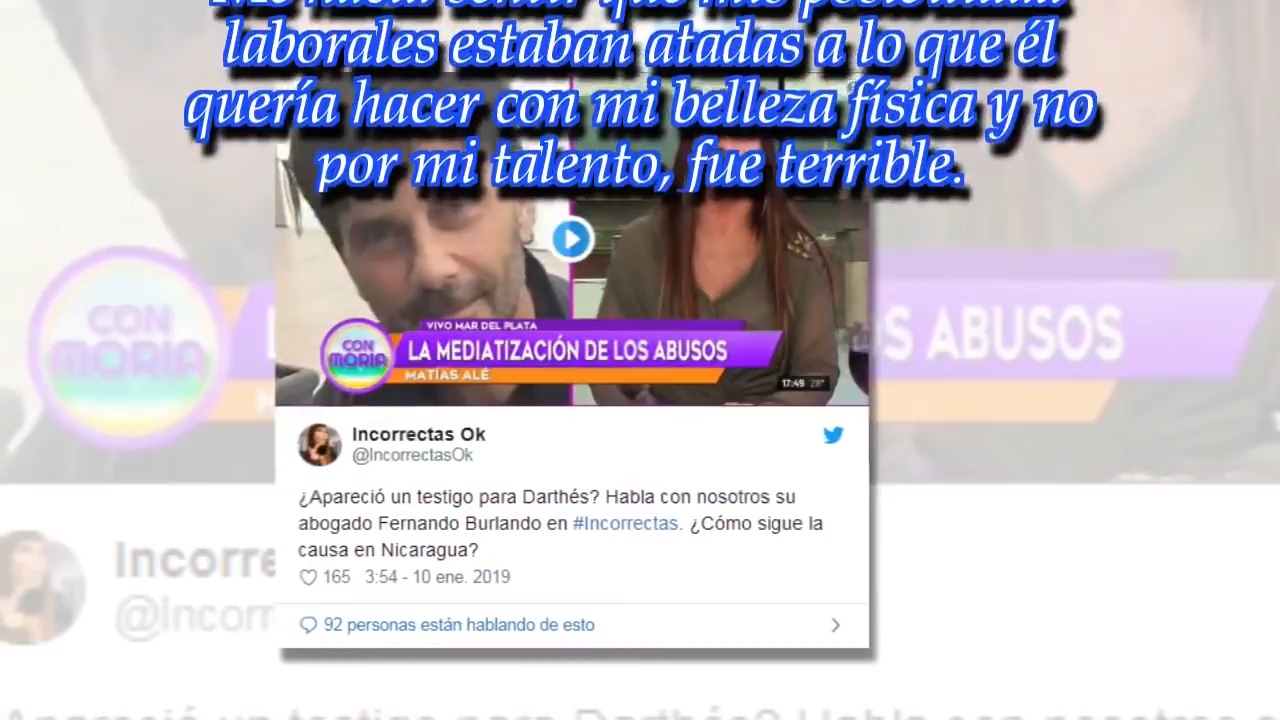 laborales estaban atadas a lo que él
quería hacer con mi belleza física y no
por mi talento, fue terrible.
CON
MORIA
S ABUSOS
VIVO MAR DEL PLATA
CON
MORIA
LA MEDIATIZACIÓN DE LOS ABUSOS
MATÍAS ALÉ
17:49 28°
Incorrectas Ok
@IncorrectasOk
¿Apareció un testigo para Darthés? Habla con nosotros su
abogado Fernando Burlando en #Incorrectas. ¿Cómo sigue la
causa en Nicaragua?
165 3:54 - 10 ene. 2019
92 personas están hablando de esto
Incorre
@Incorr